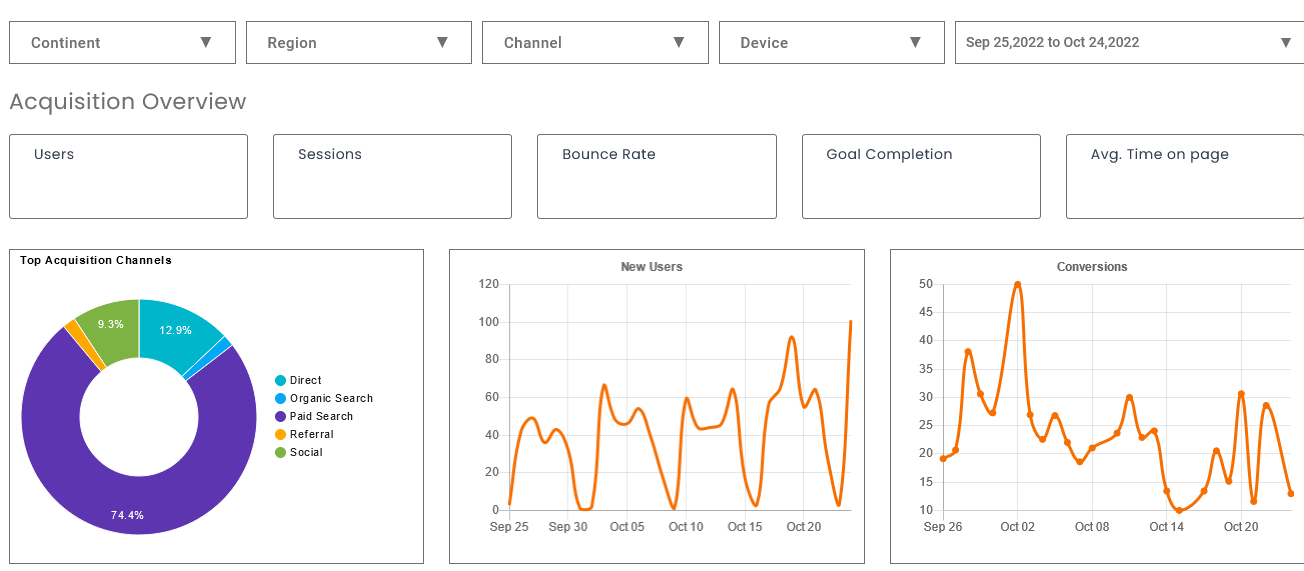 Continent ▼ Region ▼ Channel ▼ Device ▼ Sep 25,2022 to Oct 24,2022 ▼
Acquisition Overview
Users Sessions Bounce Rate Goal Completion Avg. Time on page
Top Acquisition Channels
9.3%
12.9%
74.4%
Direct
Organic Search
Paid Search
Referral
Social
New Users
120
100
80
60
40
20
0
Sep 25 Sep 30 Oct 05 Oct 10 Oct 15 Oct 20
Conversions
50
45
40
35
30
25
20
15
10
Sep 26 Oct 02 Oct 08 Oct 14 Oct 20